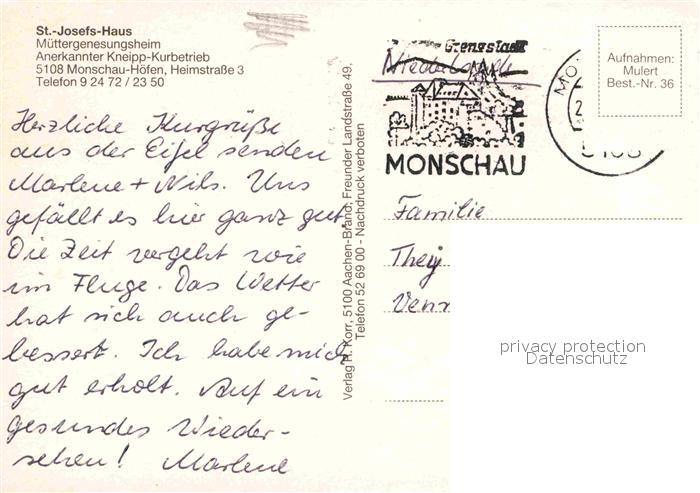 St.-Josefs-Haus
Müttergenesungsheim
Anerkannter Kneipp-Kurbetrieb
5108 Monschau-Höfen, Heimstraße 3
Telefon 9 24 72 / 23 50
Herzliche Kurgrüße
aus der Eifel senden
Marlene + Nils. Uns
gefällt es hier ganz gut.
Die Zeit vergeht wie
im Fluge. Das Wetter
hat sich auch ge-
bessert. Ich habe mich
gut erholt. Auf ein
gesundes Wieder-
sehen! Marlene
Verlag H. Korr, 5100 Aachen-Brand, Freunder Landstraße 49.
Telefon 52 69 00 - Nachdruck verboten
Grenzstadt
MONSCHAU
Aufnahmen:
Mulert
Best.-Nr. 36
Familie
privacy protection
Datenschutz